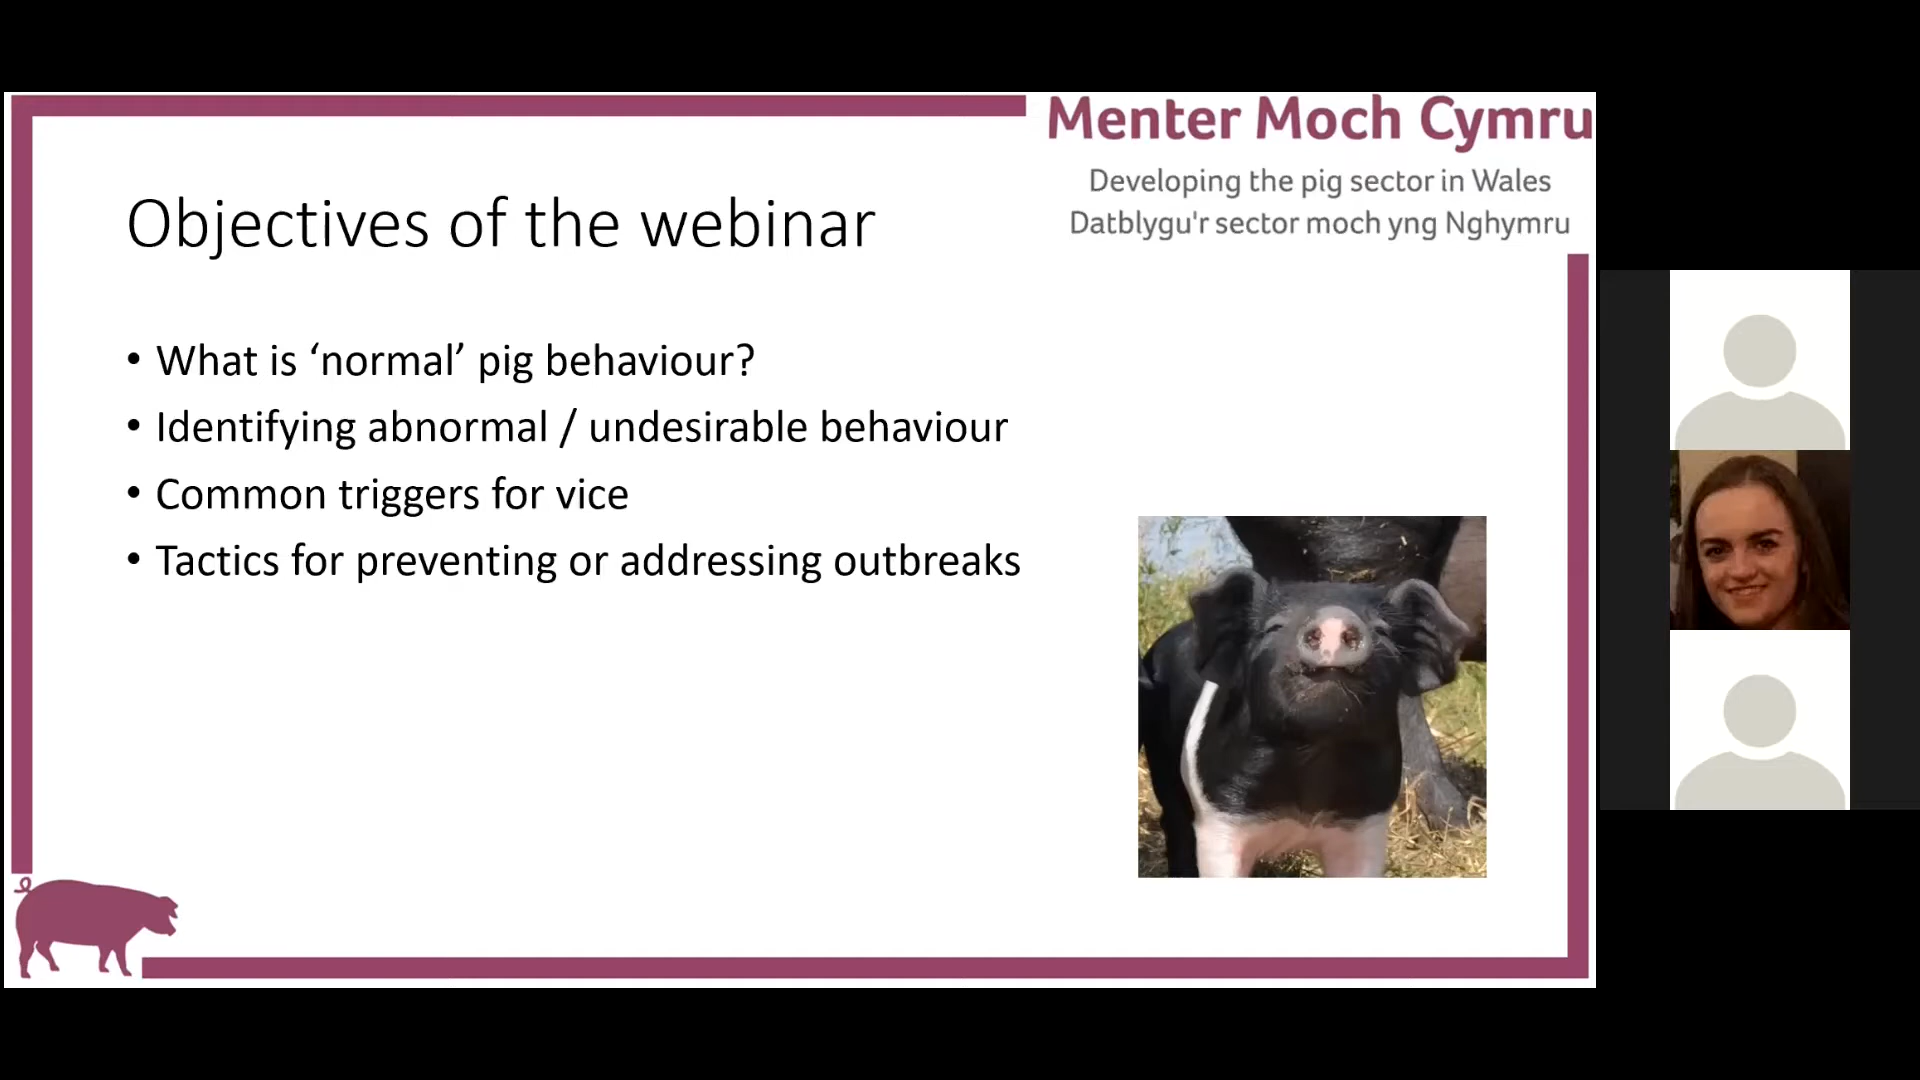 Menter Moch Cymru
Developing the pig sector in Wales
Datblygu'r sector moch yng Nghymru
Objectives of the webinar
• What is ‘normal’ pig behaviour?
• Identifying abnormal / undesirable behaviour
• Common triggers for vice
• Tactics for preventing or addressing outbreaks